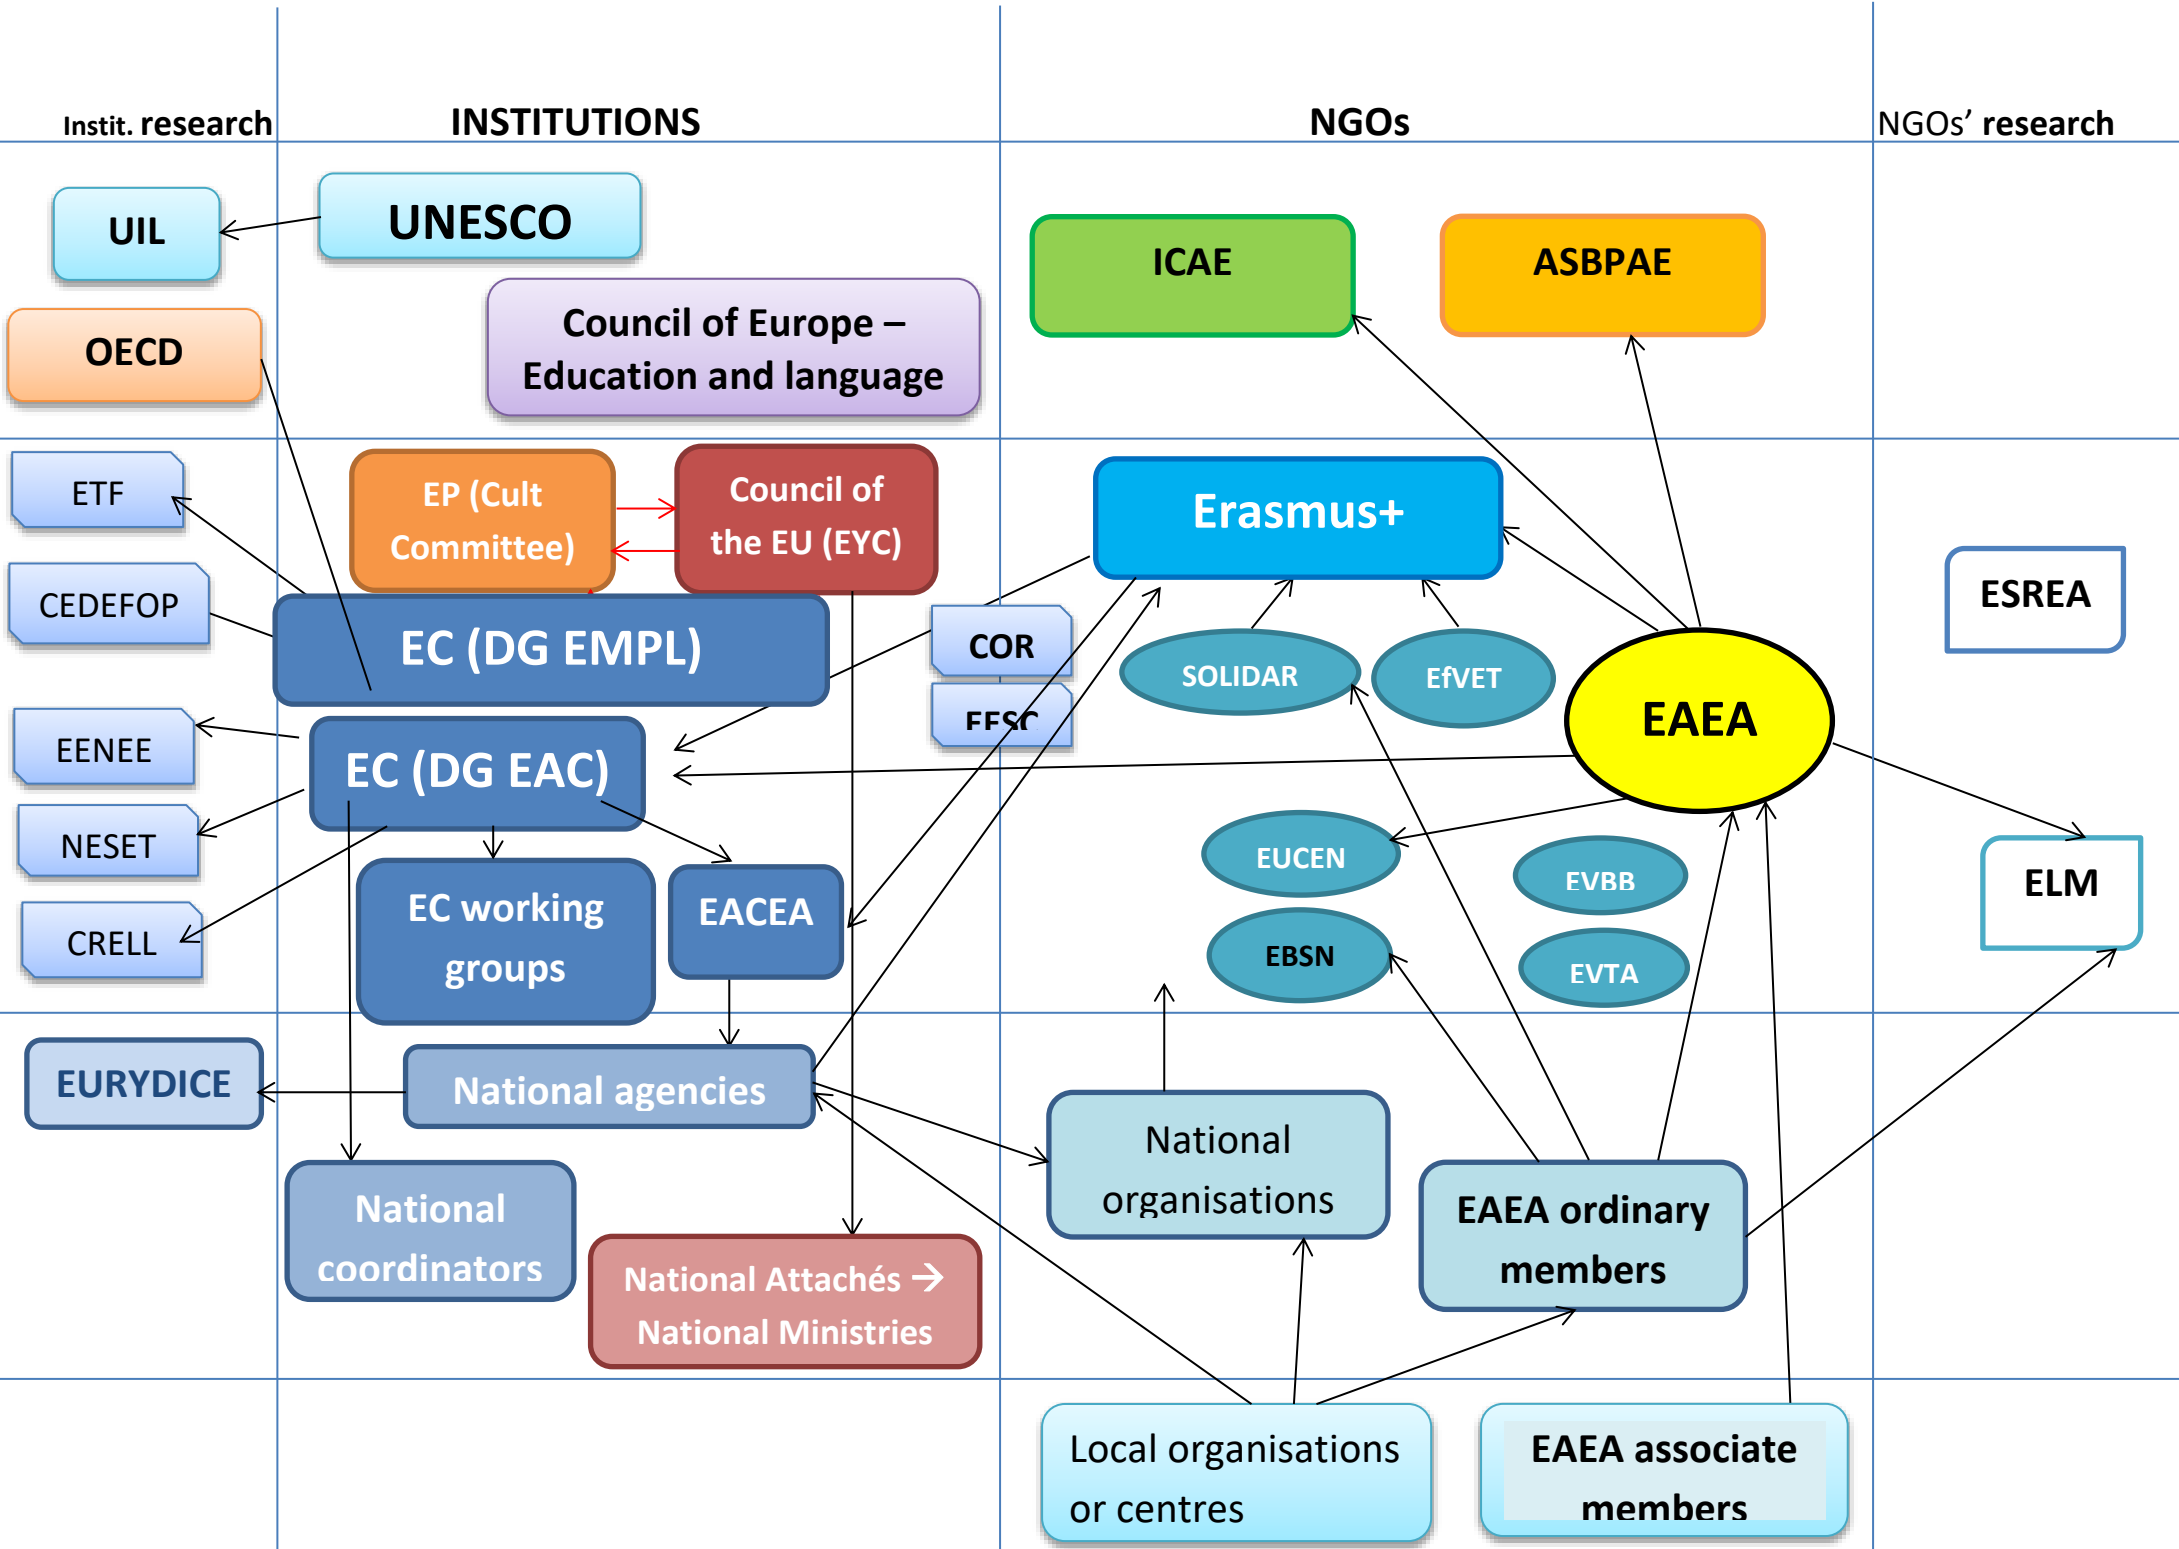 Instit. research
INSTITUTIONS
NGOs
NGOs’ research
UIL
UNESCO
ICAE
ASBPAE
OECD
Council of Europe –
Education and language
ETF
EP (Cult
Committee)
Council of
the EU (EYC)
Erasmus+
CEDEFOP
EC (DG EMPL)
COR
SOLIDAR
EfVET
ESREA
EESC
EAEA
EENEE
EC (DG EAC)
NESET
EUCEN
EVBB
ELM
CRELL
EC working
groups
EACEA
EBSN
EVTA
EURYDICE
National agencies
National
organisations
National
coordinators
EAEA ordinary
members
National Attachés →
National Ministries
Local organisations
or centres
EAEA associate
members